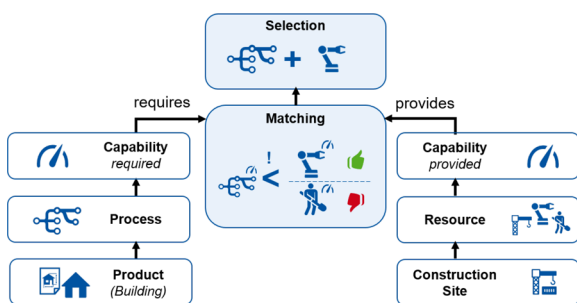 Selection
requires
provides
Matching
!
<
Capability
required
Capability
provided
Process
Resource
Product
(Building)
Construction
Site